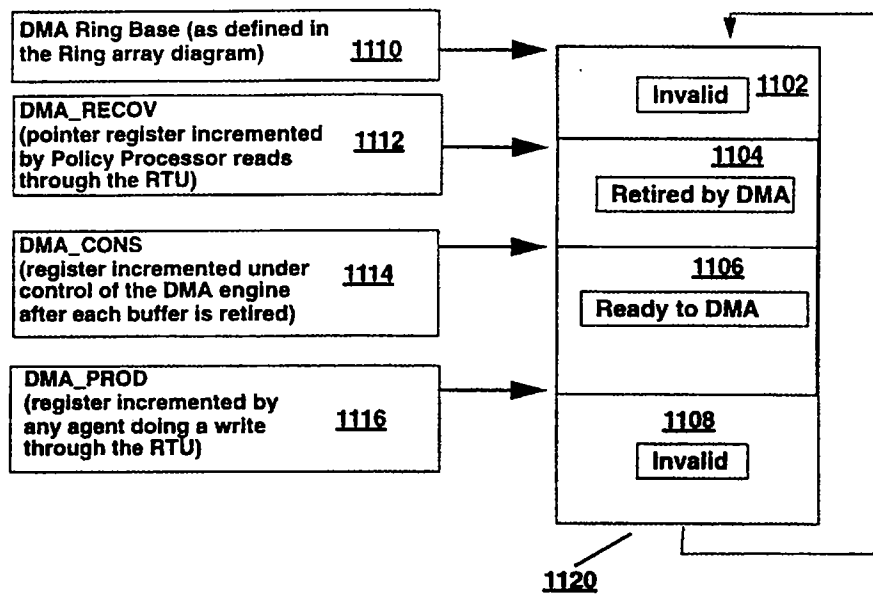 DMA Ring Base (as defined in
the Ring array diagram) 1110
DMA_RECOV
(pointer register incremented
by Policy Processor reads
through the RTU)
1112
DMA_CONS
(register incremented under
control of the DMA engine
after each buffer is retired)
1114
DMA_PROD
(register incremented by
any agent doing a write
through the RTU)
1116
Invalid 1102
1104
Retired by DMA
1106
Ready to DMA
1108
Invalid
1120